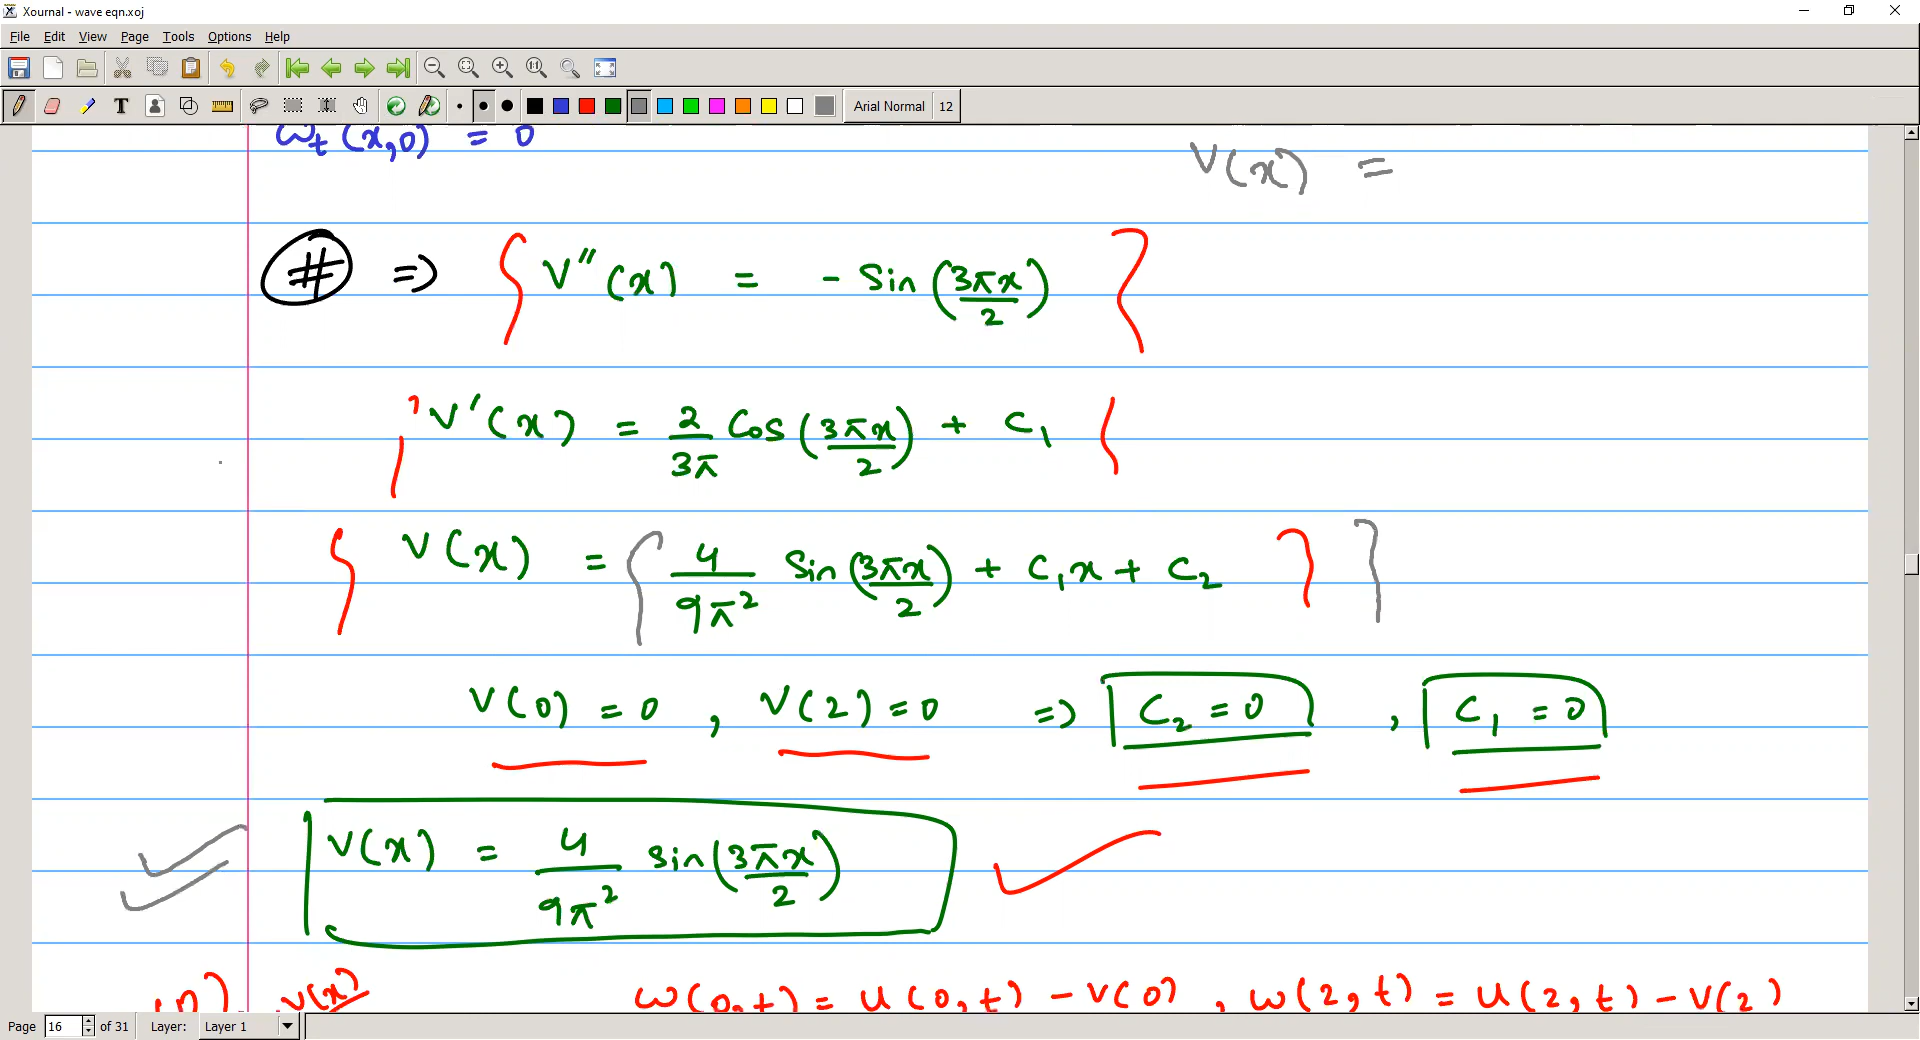 Xournal - wave eqn.xoj
File Edit View Page Tools Options Help
Arial Normal 12
ω_t (x,0) = 0
V(x) =
# ⇒ { V''(x) = - Sin (3πx/2) }
V'(x) = 2/3π Cos (3πx/2) + C₁
V(x) = 4/9π² Sin (3πx/2) + C₁x + C₂
V(0) = 0 , V(2) = 0 ⇒ C₂ = 0 , C₁ = 0
V(x) = 4/9π² Sin (3πx/2)
V(x) ω(0,t) = u(0,t) - V(0) , ω(2,t) = u(2,t) - V(2)
Page 16 of 31 Layer: Layer 1